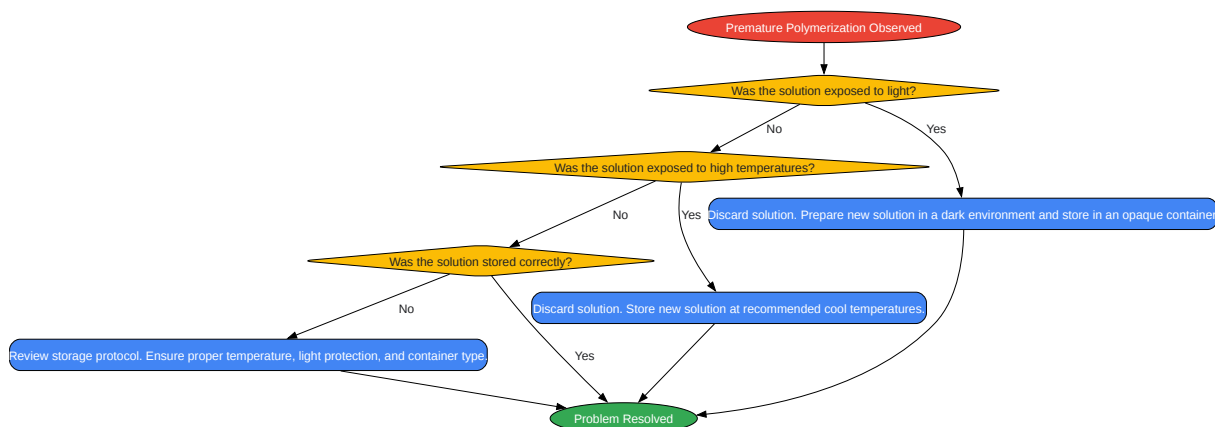 Premature Polymerization Observed
Was the solution exposed to light?
No
Yes
Was the solution exposed to high temperatures?
No
Yes
Discard solution. Prepare new solution in a dark environment and store in an opaque container.
Was the solution stored correctly?
No
Yes
Discard solution. Store new solution at recommended cool temperatures.
Review storage protocol. Ensure proper temperature, light protection, and container type.
Problem Resolved